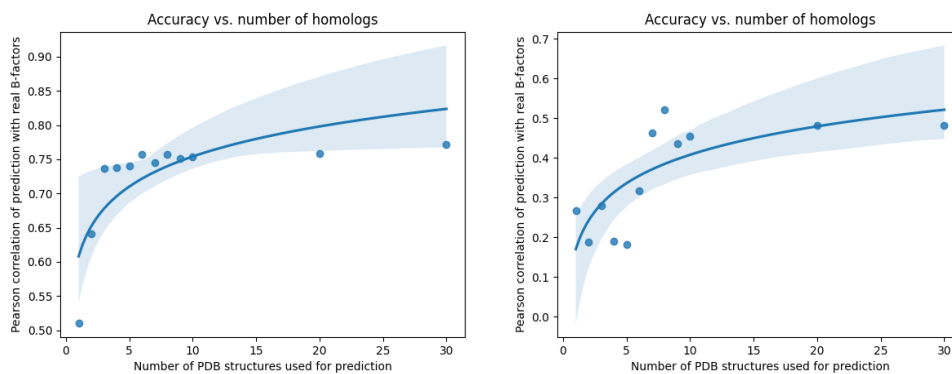 Accuracy vs. number of homologs
Pearson correlation of prediction with real B-factors
0.90
0.85
0.80
0.75
0.70
0.65
0.60
0.55
0.50
0 5 10 15 20 25 30
Number of PDB structures used for prediction
Accuracy vs. number of homologs
Pearson correlation of prediction with real B-factors
0.7
0.6
0.5
0.4
0.3
0.2
0.1
0.0
0 5 10 15 20 25 30
Number of PDB structures used for prediction